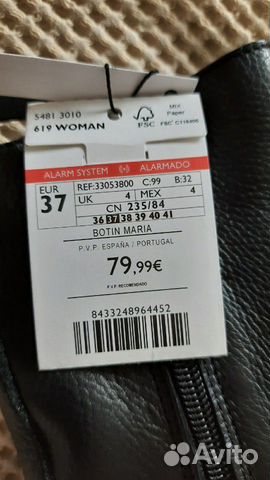 5481 3010
619 WOMAN
FSC
MIX
Paper
FSC® C118406
ALARM SYSTEM ALARMADO
EUR
37
REF:33053800 C:99 B:32
UK 4 MEX 4
CN 235/84
36 37 38 39 40 41
BOTIN MARIA
P.V.P. ESPAÑA / PORTUGAL
79,99€
P.V.P. RECOMENDADO
8433248964452
Avito